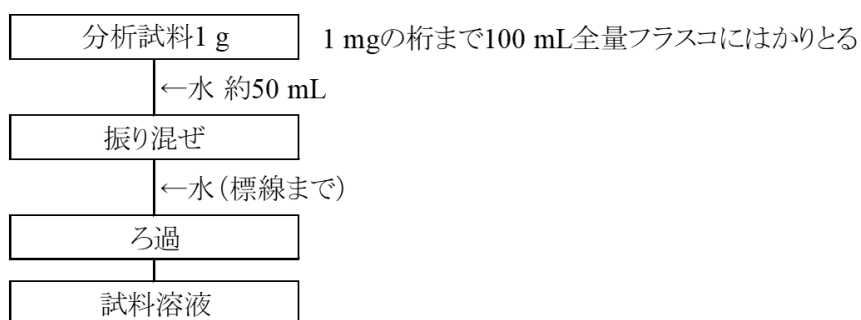 分析試料1 g 1 mgの桁まで100 mL全量フラスコにはかりとる
←水 約50 mL
振り混ぜ
←水(標線まで)
ろ過
試料溶液